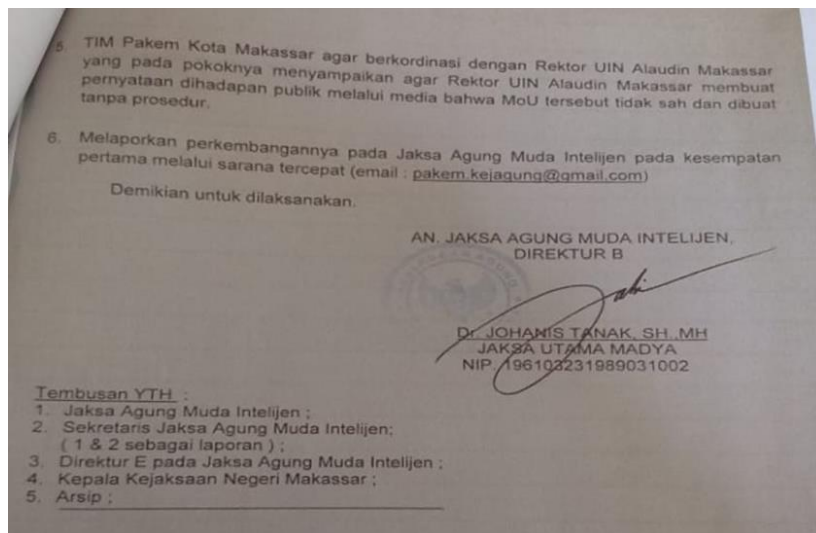 5. TIM Pakem Kota Makassar agar berkordinasi dengan Rektor UIN Alaudin Makassar
yang pada pokoknya menyampaikan agar Rektor UIN Alaudin Makassar membuat
pernyataan dihadapan publik melalui media bahwa MoU tersebut tidak sah dan dibuat
tanpa prosedur.
6. Melaporkan perkembangannya pada Jaksa Agung Muda Intelijen pada kesempatan
pertama melalui sarana tercepat (email : pakem.kejagung@gmail.com)
Demikian untuk dilaksanakan.
AN. JAKSA AGUNG MUDA INTELIJEN,
DIREKTUR B
Dr. JOHANIS TANAK, SH.,MH
JAKSA UTAMA MADYA
NIP. 196103231989031002
Tembusan YTH :
1. Jaksa Agung Muda Intelijen ;
2. Sekretaris Jaksa Agung Muda Intelijen;
( 1 & 2 sebagai laporan ) ;
3. Direktur E pada Jaksa Agung Muda Intelijen ;
4. Kepala Kejaksaan Negeri Makassar ;
5. Arsip ;